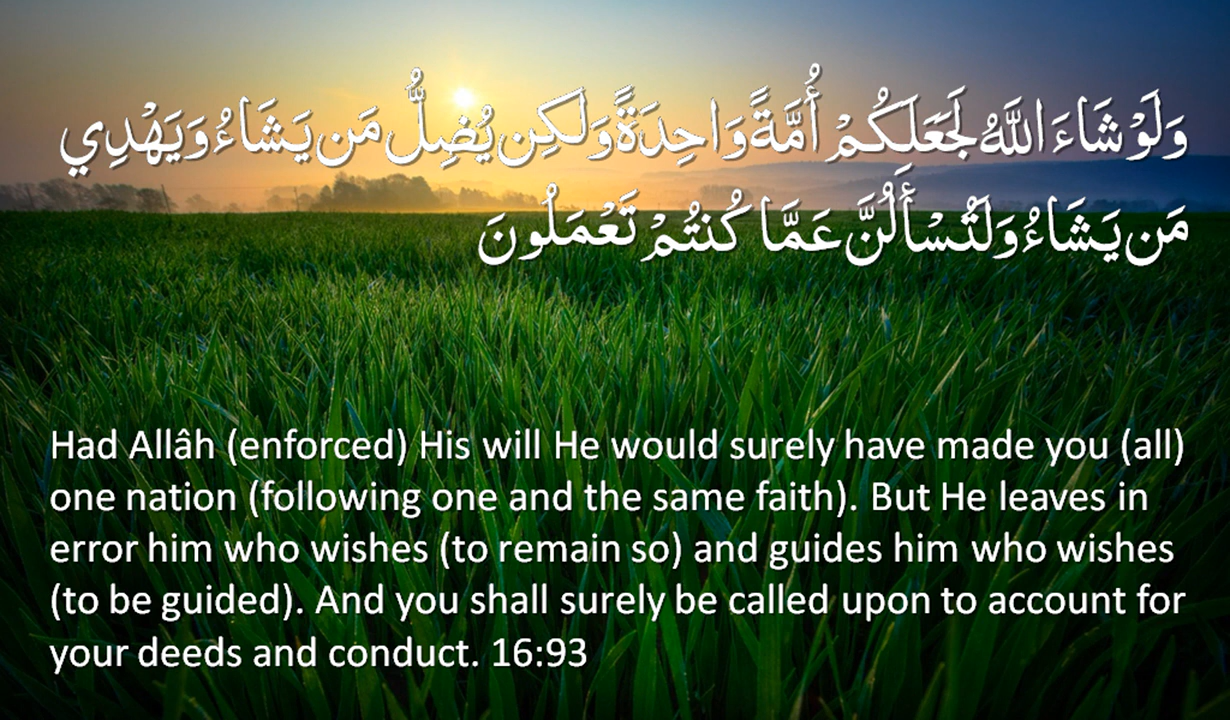 وَلَوْ شَاءَ اللَّهُ لَجَعَلَكُمْ أُمَّةً وَاحِدَةً وَلَكِن يُضِلُّ مَن يَشَاءُ وَيَهْدِي
مَن يَشَاءُ وَلَتُسْأَلُنَّ عَمَّا كُنتُمْ تَعْمَلُونَ
Had Allâh (enforced) His will He would surely have made you (all)
one nation (following one and the same faith). But He leaves in
error him who wishes (to remain so) and guides him who wishes
(to be guided). And you shall surely be called upon to account for
your deeds and conduct. 16:93